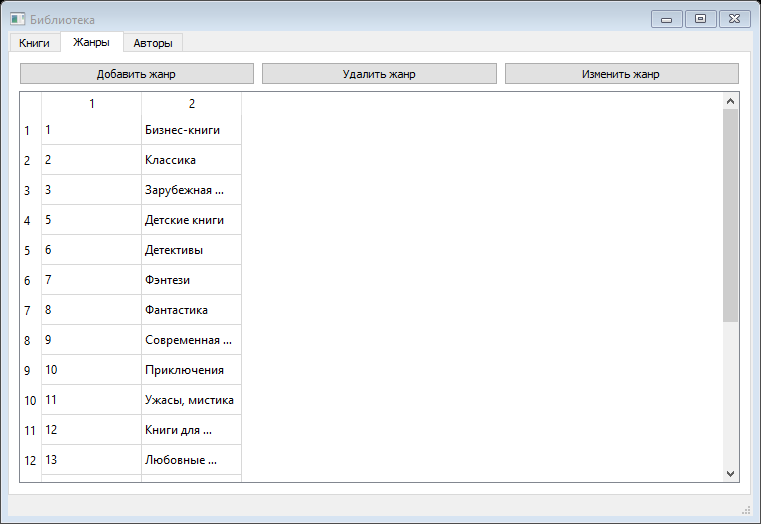 Библиотека
Книги Жанры Авторы
Добавить жанр Удалить жанр Изменить жанр
1 2
1 1 Бизнес-книги
2 2 Классика
3 3 Зарубежная ...
4 5 Детские книги
5 6 Детективы
6 7 Фэнтези
7 8 Фантастика
8 9 Современная ...
9 10 Приключения
10 11 Ужасы, мистика
11 12 Книги для ...
12 13 Любовные ...